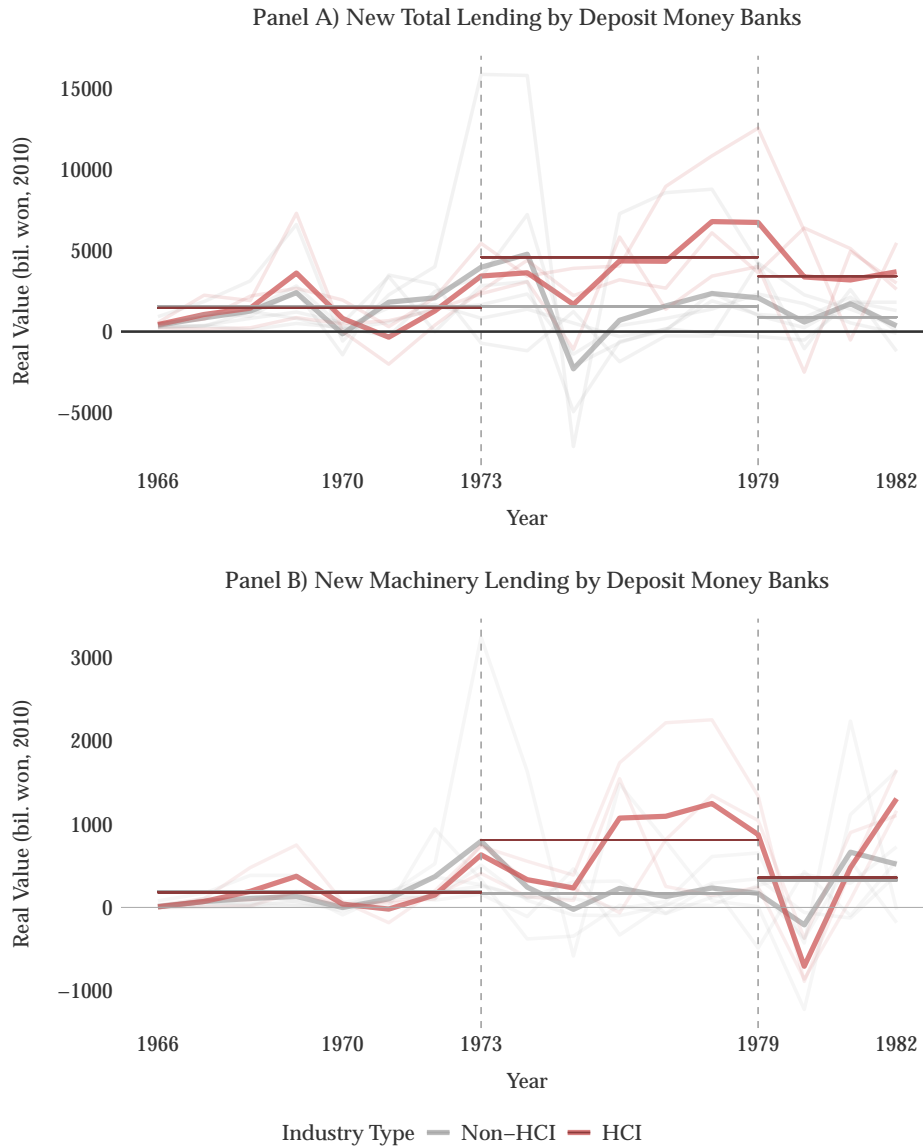 Panel A) New Total Lending by Deposit Money Banks
Real Value (bil. won, 2010)
15000
10000
5000
0
−5000
1966 1970 1973 1979 1982
Year
Panel B) New Machinery Lending by Deposit Money Banks
Real Value (bil. won, 2010)
3000
2000
1000
0
−1000
1966 1970 1973 1979 1982
Year
Industry Type Non−HCI HCI